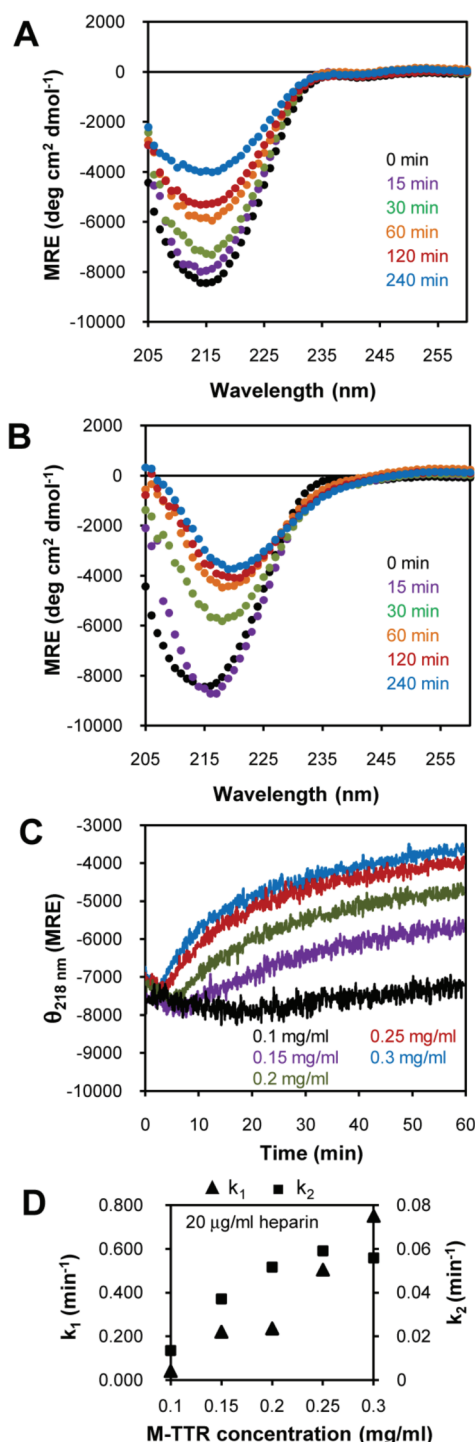 A
2000
0
-2000
-4000
-6000
-8000
-10000
MRE (deg cm² dmol⁻¹)
0 min
15 min
30 min
60 min
120 min
240 min
205 215 225 235 245 255
Wavelength (nm)
B
2000
0
-2000
-4000
-6000
-8000
-10000
MRE (deg cm² dmol⁻¹)
0 min
15 min
30 min
60 min
120 min
240 min
205 215 225 235 245 255
Wavelength (nm)
C
-3000
-4000
-5000
-6000
-7000
-8000
-9000
-10000
θ₂₁₈ ₙₘ (MRE)
0.1 mg/ml 0.25 mg/ml
0.15 mg/ml 0.3 mg/ml
0.2 mg/ml
0 10 20 30 40 50 60
Time (min)
D
▲ k₁ ■ k₂
20 μg/ml heparin
0.800 0.08
0.600 0.06
0.400 0.04
0.200 0.02
0.000 0
k₁ (min⁻¹)
k₂ (min⁻¹)
0.1 0.15 0.2 0.25 0.3
M-TTR concentration (mg/ml)